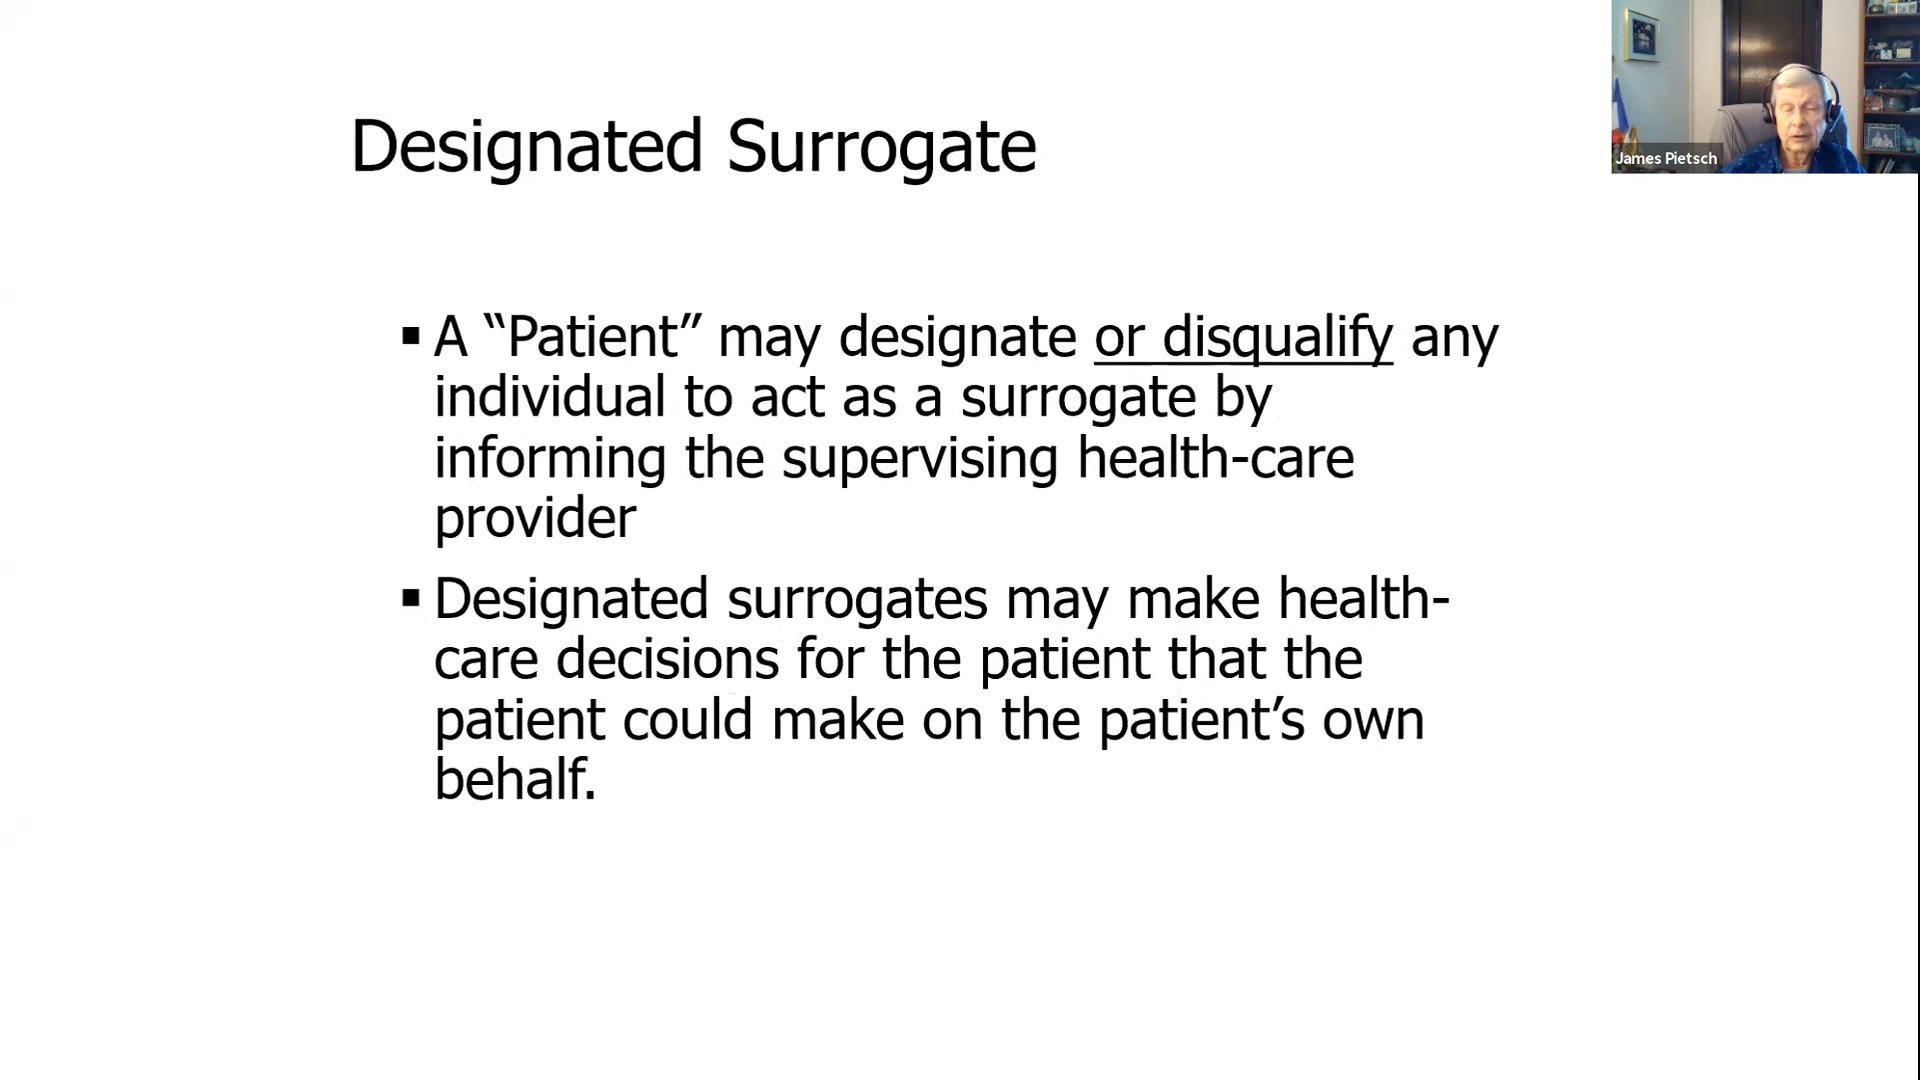 Designated Surrogate
James Pietsch
▪ A “Patient” may designate or disqualify any
individual to act as a surrogate by
informing the supervising health-care
provider
▪ Designated surrogates may make health-
care decisions for the patient that the
patient could make on the patient’s own
behalf.